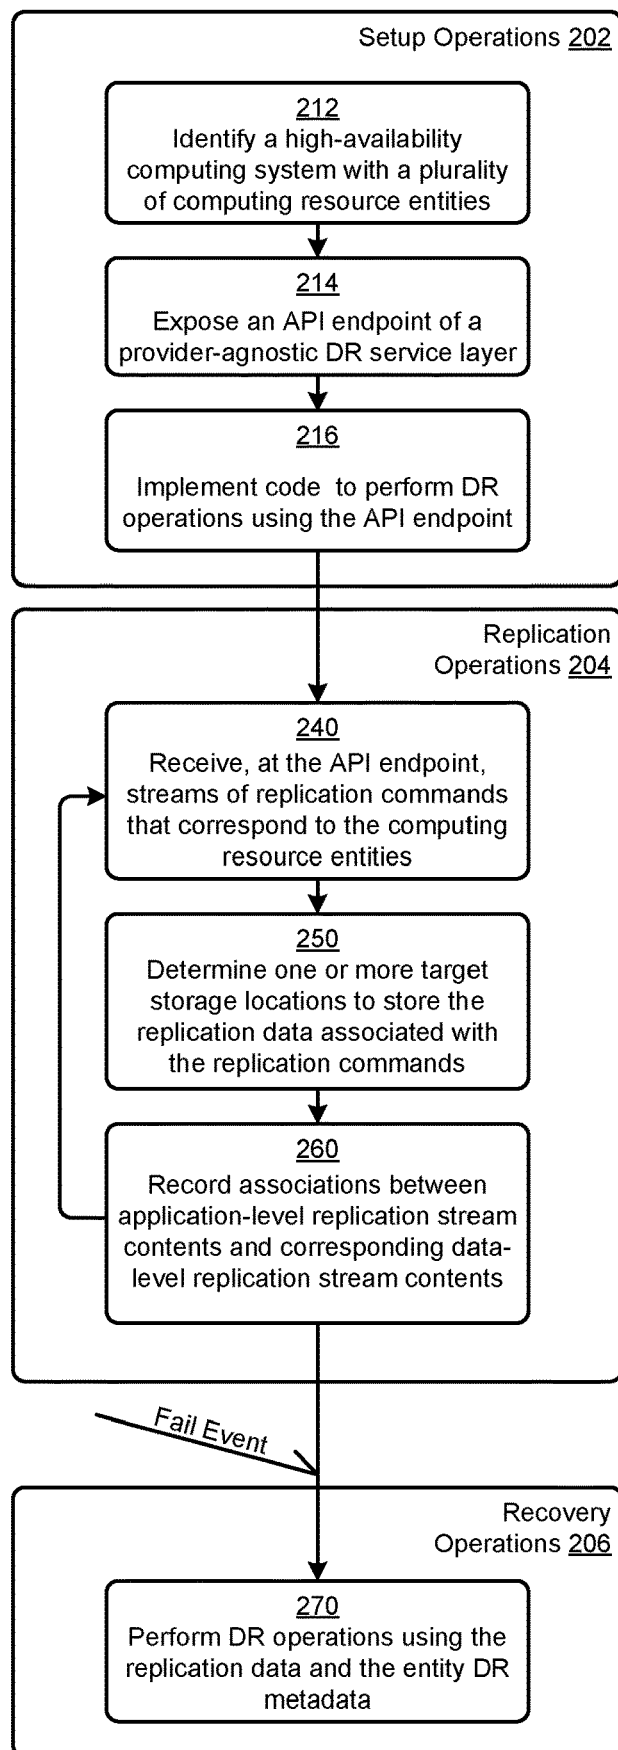 Setup Operations 202
212
Identify a high-availability
computing system with a plurality
of computing resource entities
214
Expose an API endpoint of a
provider-agnostic DR service layer
216
Implement code to perform DR
operations using the API endpoint
Replication
Operations 204
240
Receive, at the API endpoint,
streams of replication commands
that correspond to the computing
resource entities
250
Determine one or more target
storage locations to store the
replication data associated with
the replication commands
260
Record associations between
application-level replication stream
contents and corresponding data-
level replication stream contents
Fail Event
Recovery
Operations 206
270
Perform DR operations using the
replication data and the entity DR
metadata